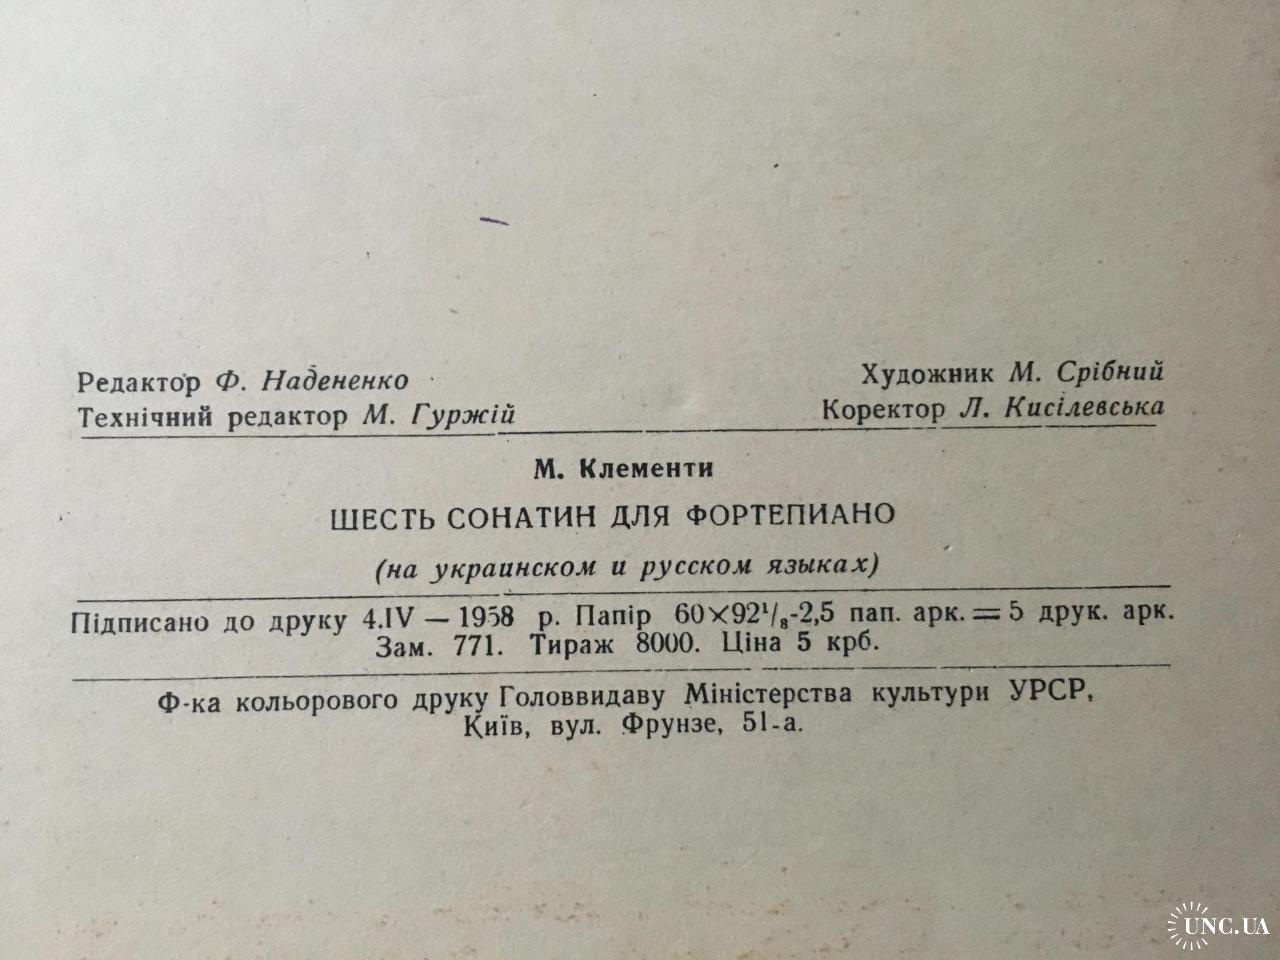 Редактор Ф. Надененко
Художник М. Срібний
Технічний редактор М. Гуржій
Коректор Л. Кисілевська
М. Клементи
ШЕСТЬ СОНАТИН ДЛЯ ФОРТЕПИАНО
(на украинском и русском языках)
Підписано до друку 4.IV — 1958 р. Папір 60×92¹/₈-2,5 пап. арк. = 5 друк. арк.
Зам. 771. Тираж 8000. Ціна 5 крб.
Ф-ка кольорового друку Головвидаву Міністерства культури УРСР,
Київ, вул. Фрунзе, 51-а.
UNC.UA